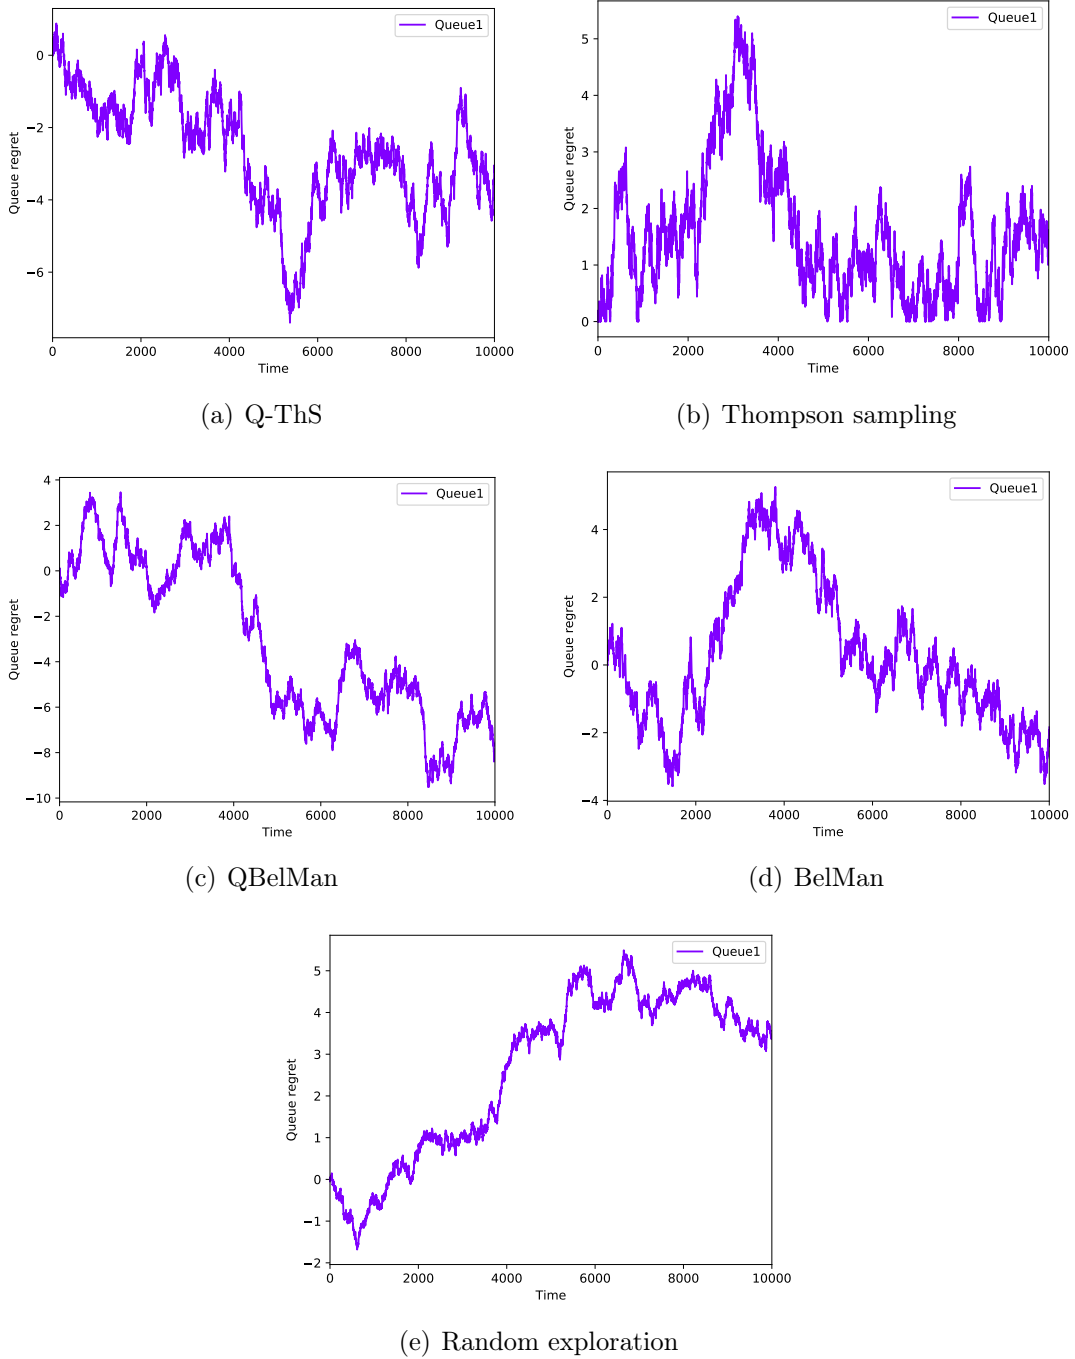 Queue1
0
−2
−4
−6
Queue regret
0 2000 4000 6000 8000 10000
Time
(a) Q-ThS
Queue1
5
4
3
2
1
0
Queue regret
0 2000 4000 6000 8000 10000
Time
(b) Thompson sampling
Queue1
4
2
0
−2
−4
−6
−8
−10
Queue regret
0 2000 4000 6000 8000 10000
Time
(c) QBelMan
Queue1
4
2
0
−2
−4
Queue regret
0 2000 4000 6000 8000 10000
Time
(d) BelMan
Queue1
5
4
3
2
1
0
−1
−2
Queue regret
0 2000 4000 6000 8000 10000
Time
(e) Random exploration